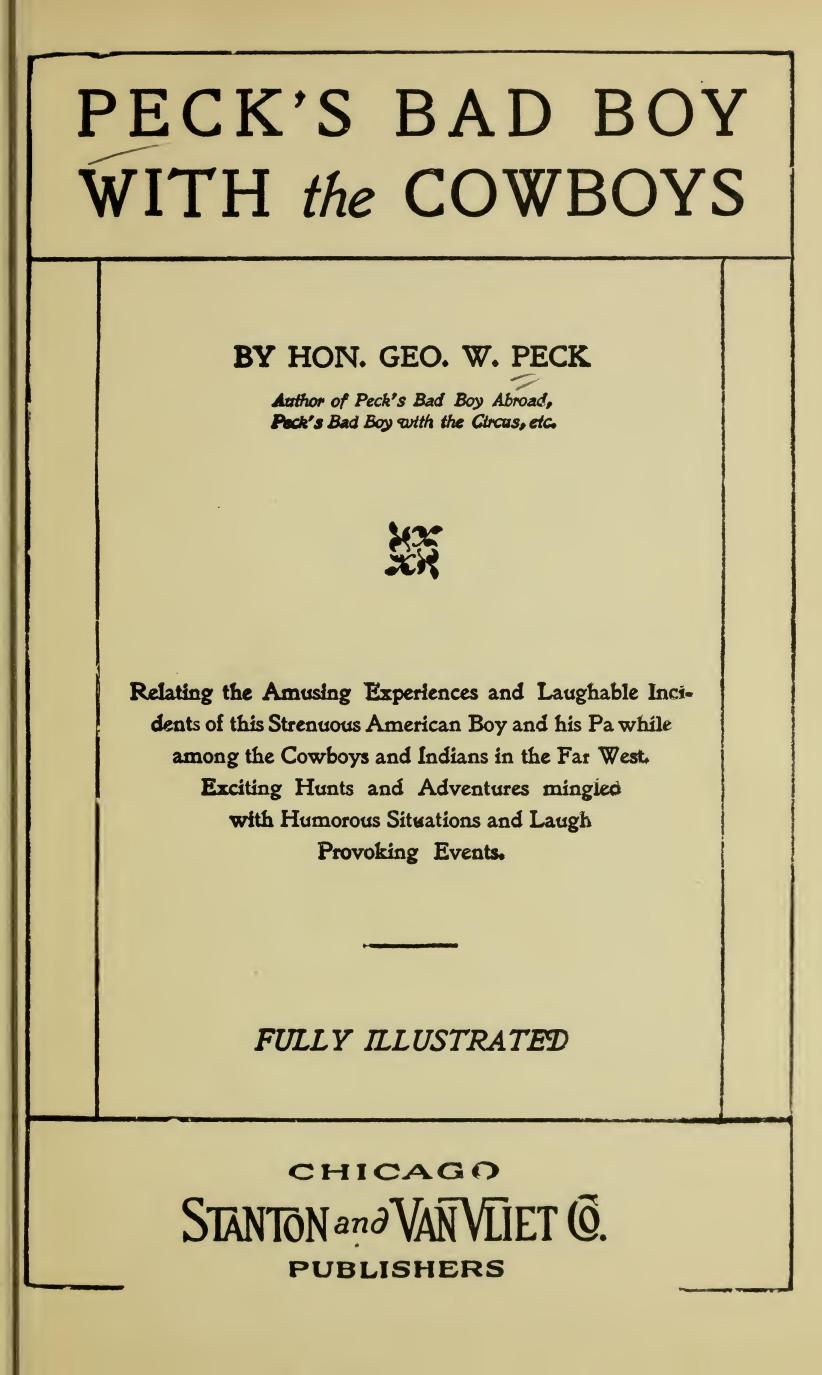 PECK'S BAD BOY
WITH the COWBOYS
BY HON. GEO. W. PECK
Author of Peck's Bad Boy Abroad,
Peck's Bad Boy with the Circus, etc.
Relating the Amusing Experiences and Laughable Inci-
dents of this Strenuous American Boy and his Pa while
among the Cowboys and Indians in the Far West.
Exciting Hunts and Adventures mingled
with Humorous Situations and Laugh
Provoking Events.
FULLY ILLUSTRATED
CHICAGO
STANTON and VAN VLIET CO.
PUBLISHERS